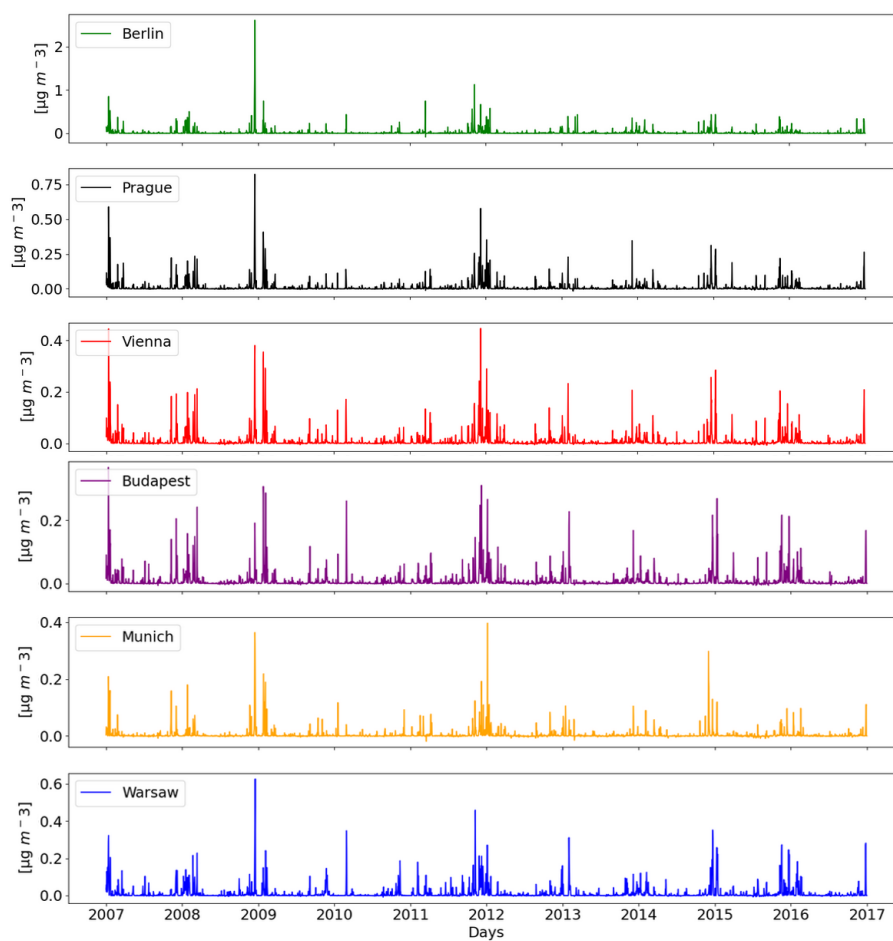 Berlin
[µg m⁻3]
2
1
0
Prague
[µg m⁻3]
0.75
0.50
0.25
0.00
Vienna
[µg m⁻3]
0.4
0.2
0.0
Budapest
[µg m⁻3]
0.2
0.0
Munich
[µg m⁻3]
0.4
0.2
0.0
Warsaw
[µg m⁻3]
0.6
0.4
0.2
0.0
2007 2008 2009 2010 2011 2012 2013 2014 2015 2016 2017
Days